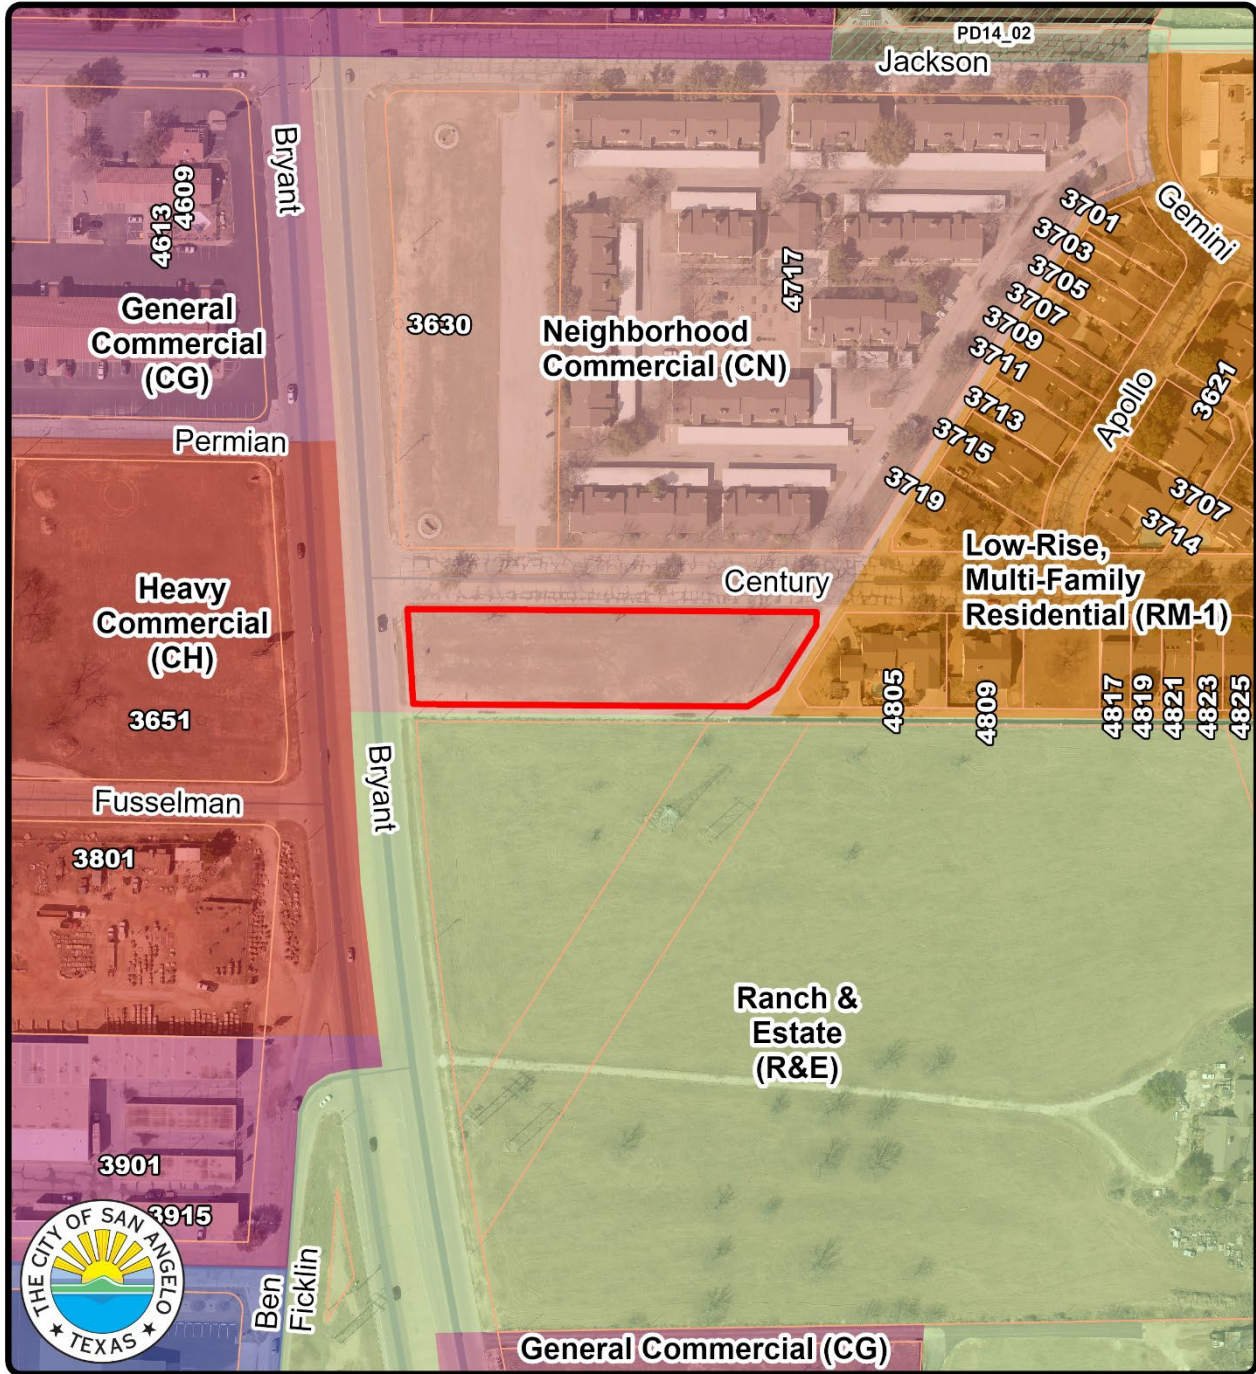 PD14_02
Jackson
Bryant
4609
4613
General
Commercial
(CG)
3630
Neighborhood
Commercial (CN)
4717
3701
3703
3705
3707
3709
3711
3713
3715
3719
Gemini
Apollo
3621
3707
3714
Permian
Century
Low-Rise,
Multi-Family
Residential (RM-1)
Heavy
Commercial
(CH)
3651
4805
4809
4817
4819
4821
4823
4825
Fusselman
Bryant
3801
Ranch &
Estate
(R&E)
3901
3915
Ben
Ficklin
General Commercial (CG)
THE CITY OF SAN ANGELO
TEXAS